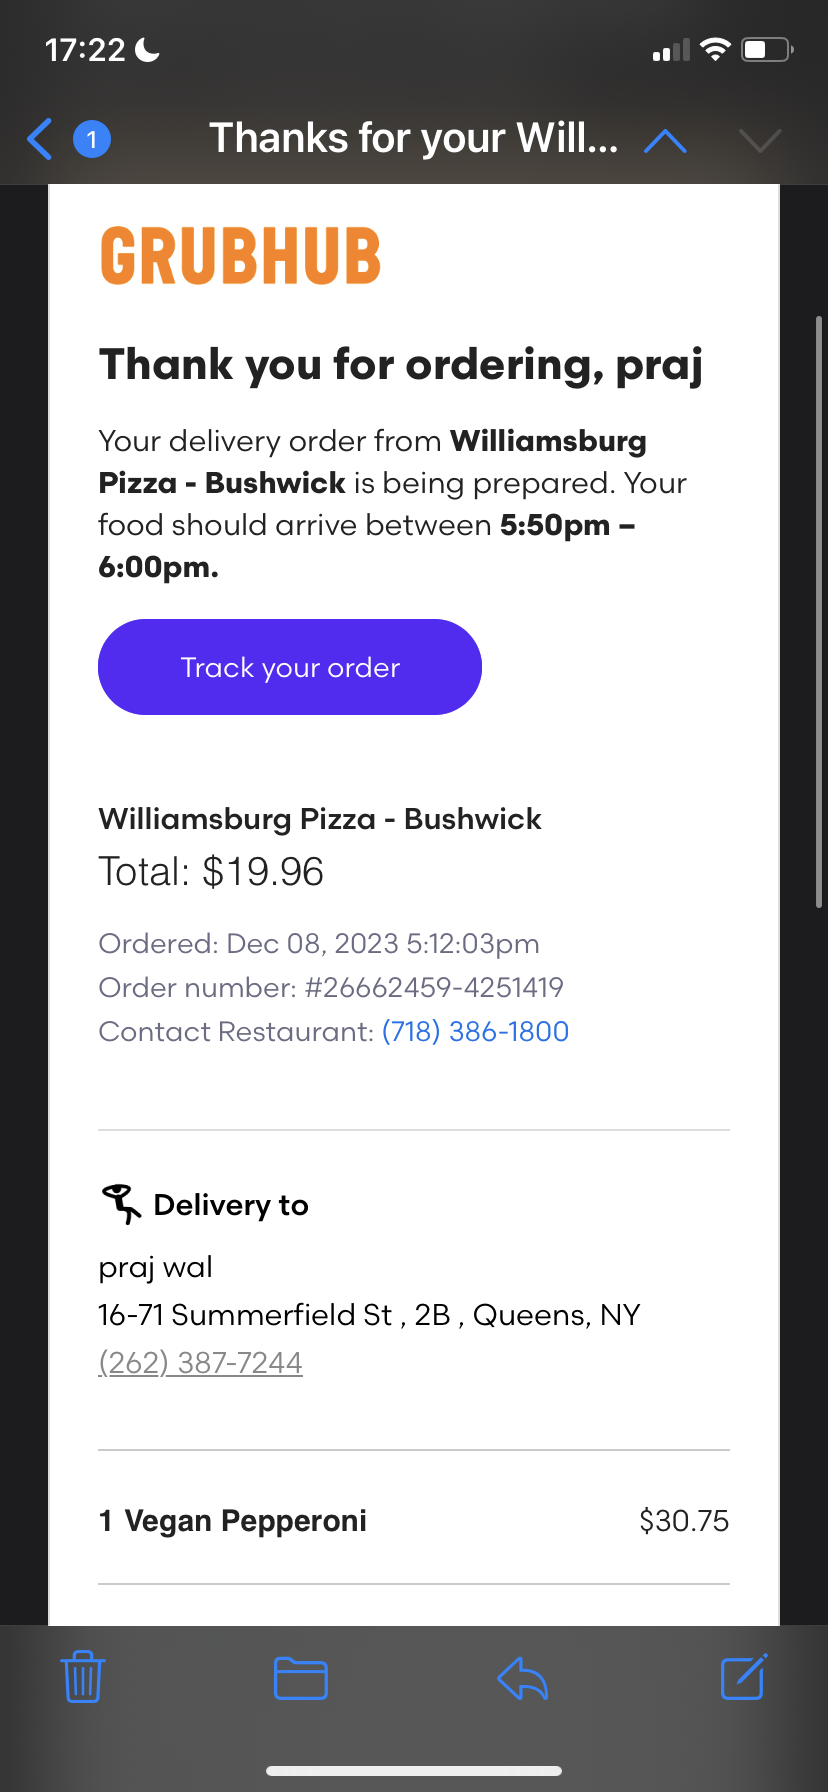 17:22
1
Thanks for your Will...
GRUBHUB
Thank you for ordering, praj
Your delivery order from Williamsburg
Pizza - Bushwick is being prepared. Your
food should arrive between 5:50pm –
6:00pm.
Track your order
Williamsburg Pizza - Bushwick
Total: $19.96
Ordered: Dec 08, 2023 5:12:03pm
Order number: #26662459-4251419
Contact Restaurant: (718) 386-1800
Delivery to
praj wal
16-71 Summerfield St , 2B , Queens, NY
(262) 387-7244
1 Vegan Pepperoni $30.75